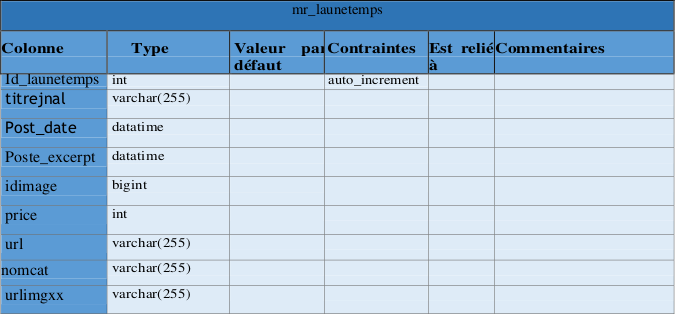 mr_launetemps
Colonne Type Valeur par défaut Contraintes Est relié à Commentaires
Id_launetemps int auto_increment
titrejnal varchar(255)
Post_date datatime
Poste_excerpt datatime
idimage bigint
price int
url varchar(255)
nomcat varchar(255)
urlimgxx varchar(255)